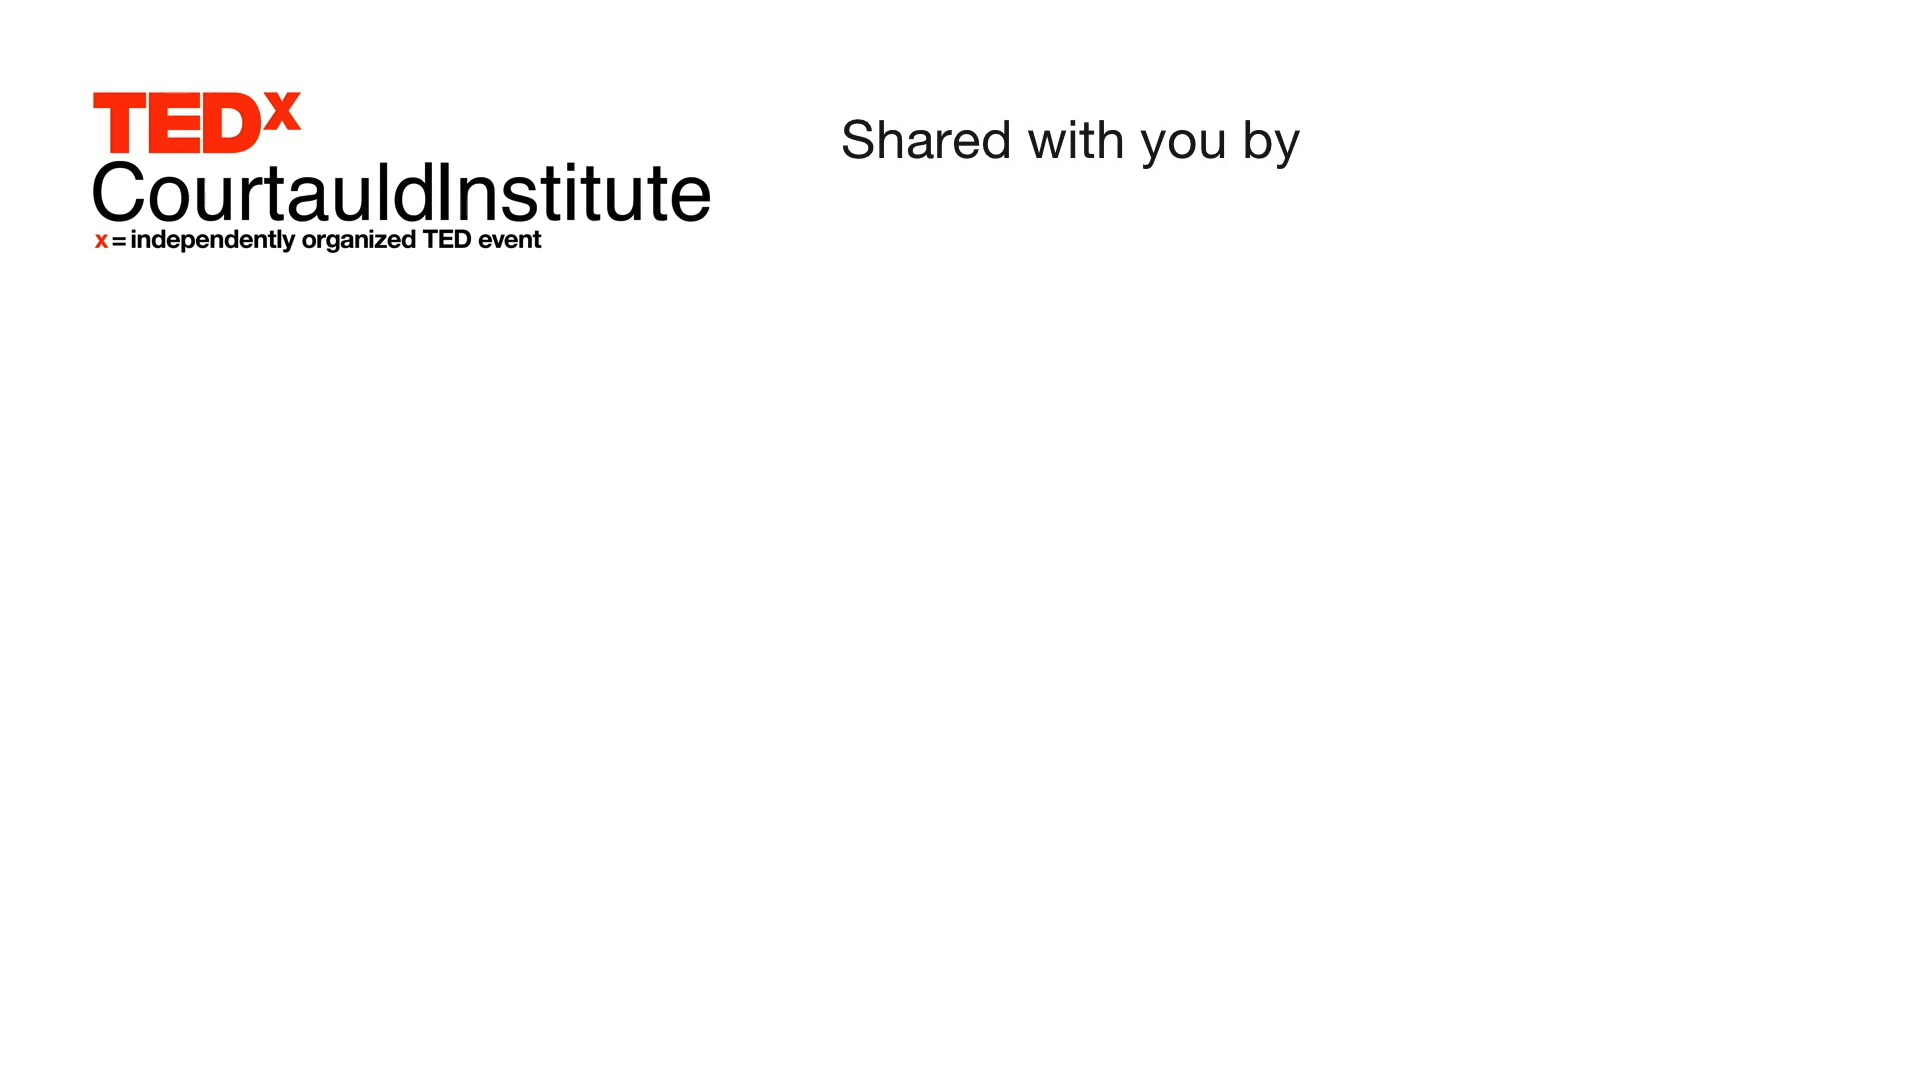 TEDx
CourtauldInstitute
x = independently organized TED event
Shared with you by